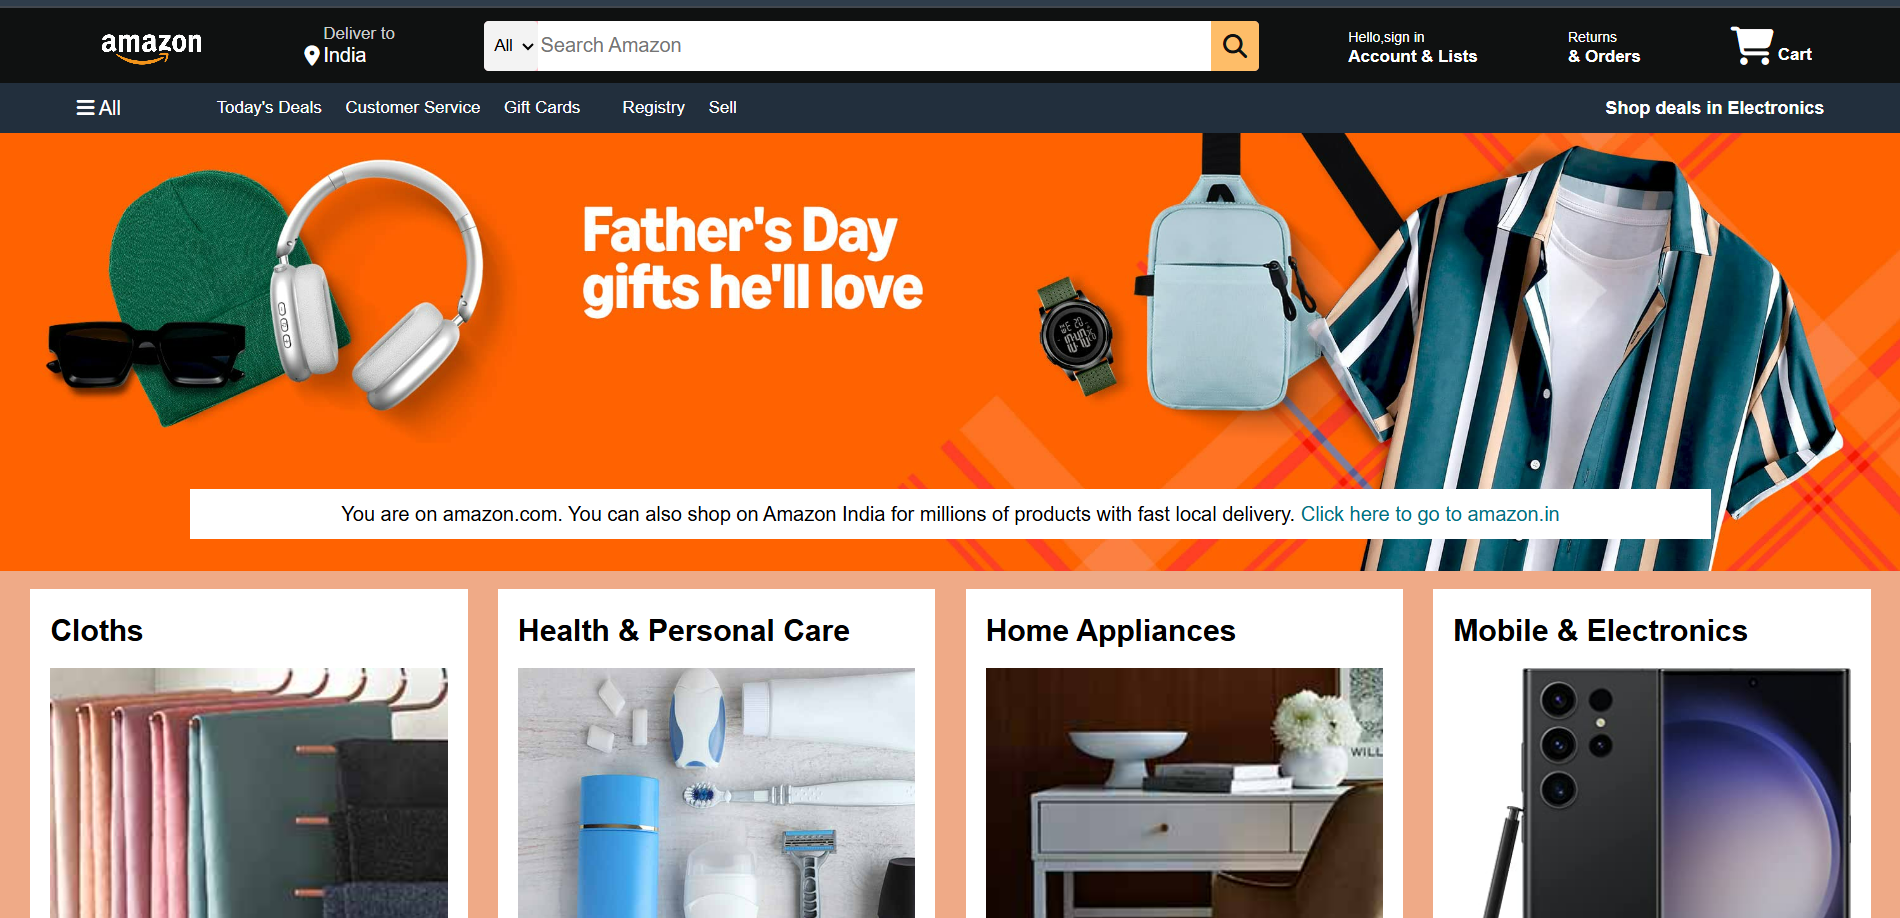 amazon
Deliver to
India
All
Search Amazon
Hello,sign in
Account & Lists
Returns
& Orders
Cart
All
Today's Deals
Customer Service
Gift Cards
Registry
Sell
Shop deals in Electronics
Father's Day
gifts he'll love
You are on amazon.com. You can also shop on Amazon India for millions of products with fast local delivery. Click here to go to amazon.in
Cloths
Health & Personal Care
Home Appliances
Mobile & Electronics
WILL